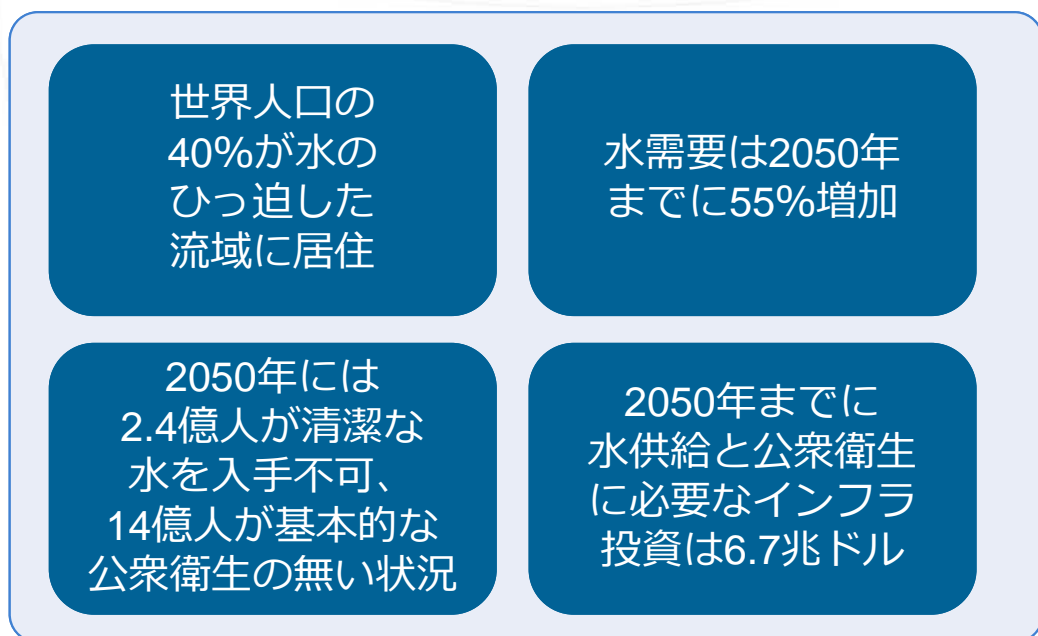 世界人口の
40%が水の
ひっ迫した
流域に居住
水需要は2050年
までに55%増加
2050年には
2.4億人が清潔な
水を入手不可、
14億人が基本的な
公衆衛生の無い状況
2050年までに
水供給と公衆衛生
に必要なインフラ
投資は6.7兆ドル